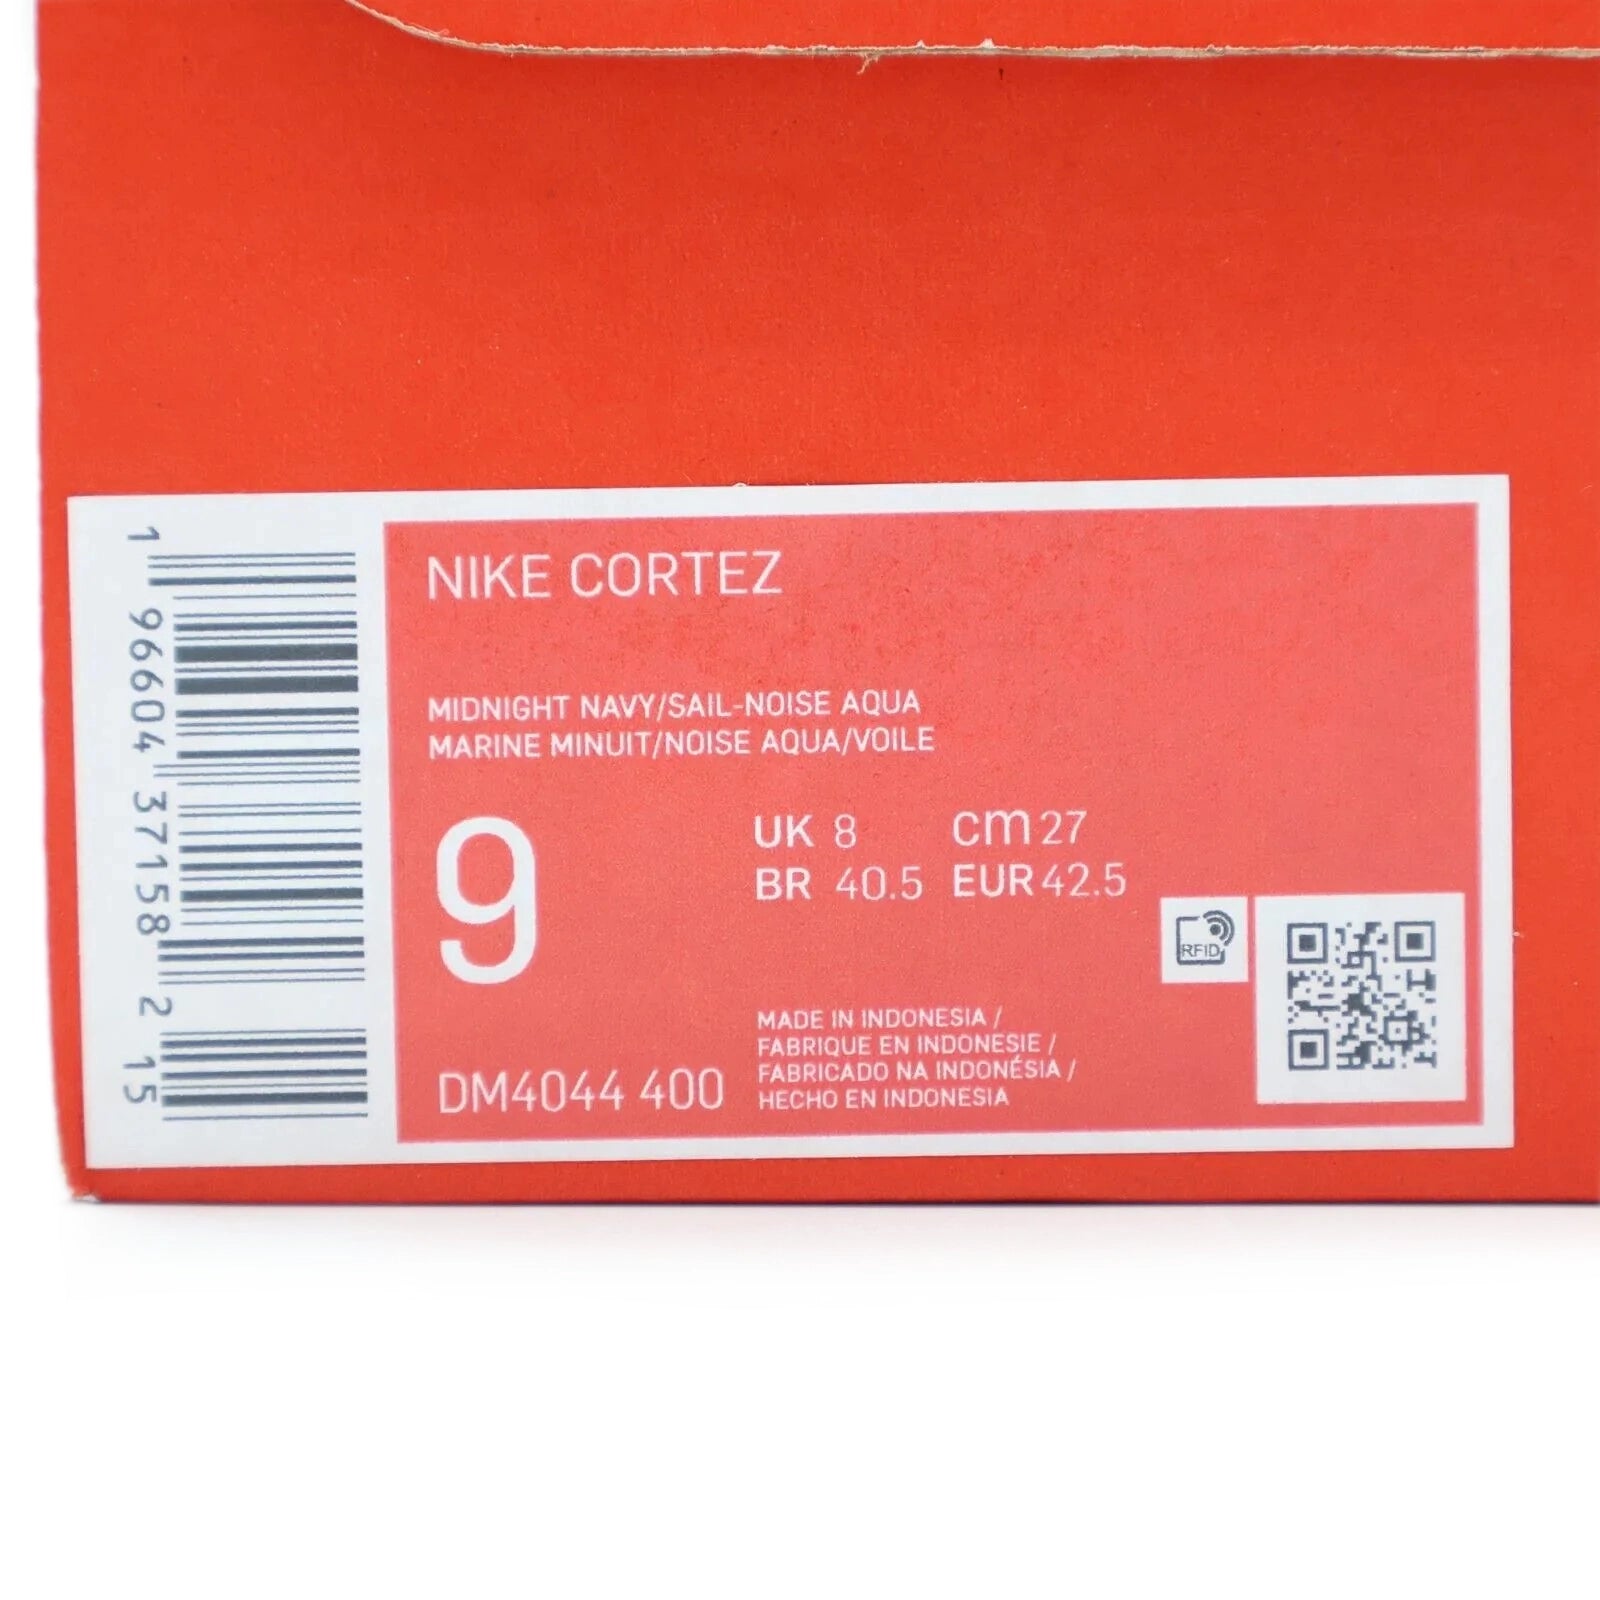 1 96604 37158 2 15
NIKE CORTEZ
MIDNIGHT NAVY/SAIL-NOISE AQUA
MARINE MINUIT/NOISE AQUA/VOILE
9
UK 8 cm 27
BR 40.5 EUR 42.5
RFID
MADE IN INDONESIA /
FABRIQUE EN INDONESIE /
FABRICADO NA INDONÉSIA /
HECHO EN INDONESIA
DM4044 400